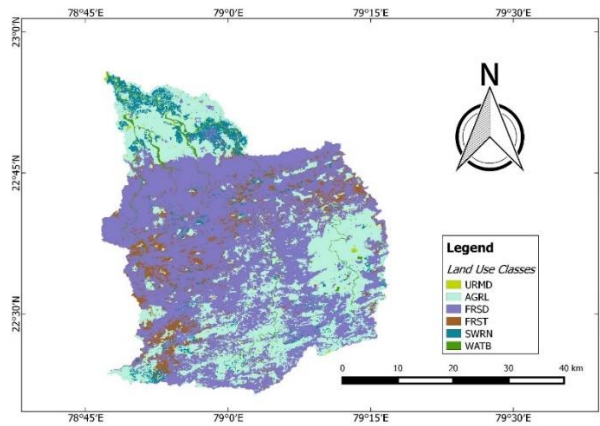 78°45'E 79°0'E 79°15'E 79°30'E
23°0'N
N
22°45'N
Legend
Land Use Classes
URMD
AGRL
FRSD
FRST
SWRN
WATB
22°30'N
0 10 20 30 40 km
78°45'E 79°0'E 79°15'E 79°30'E